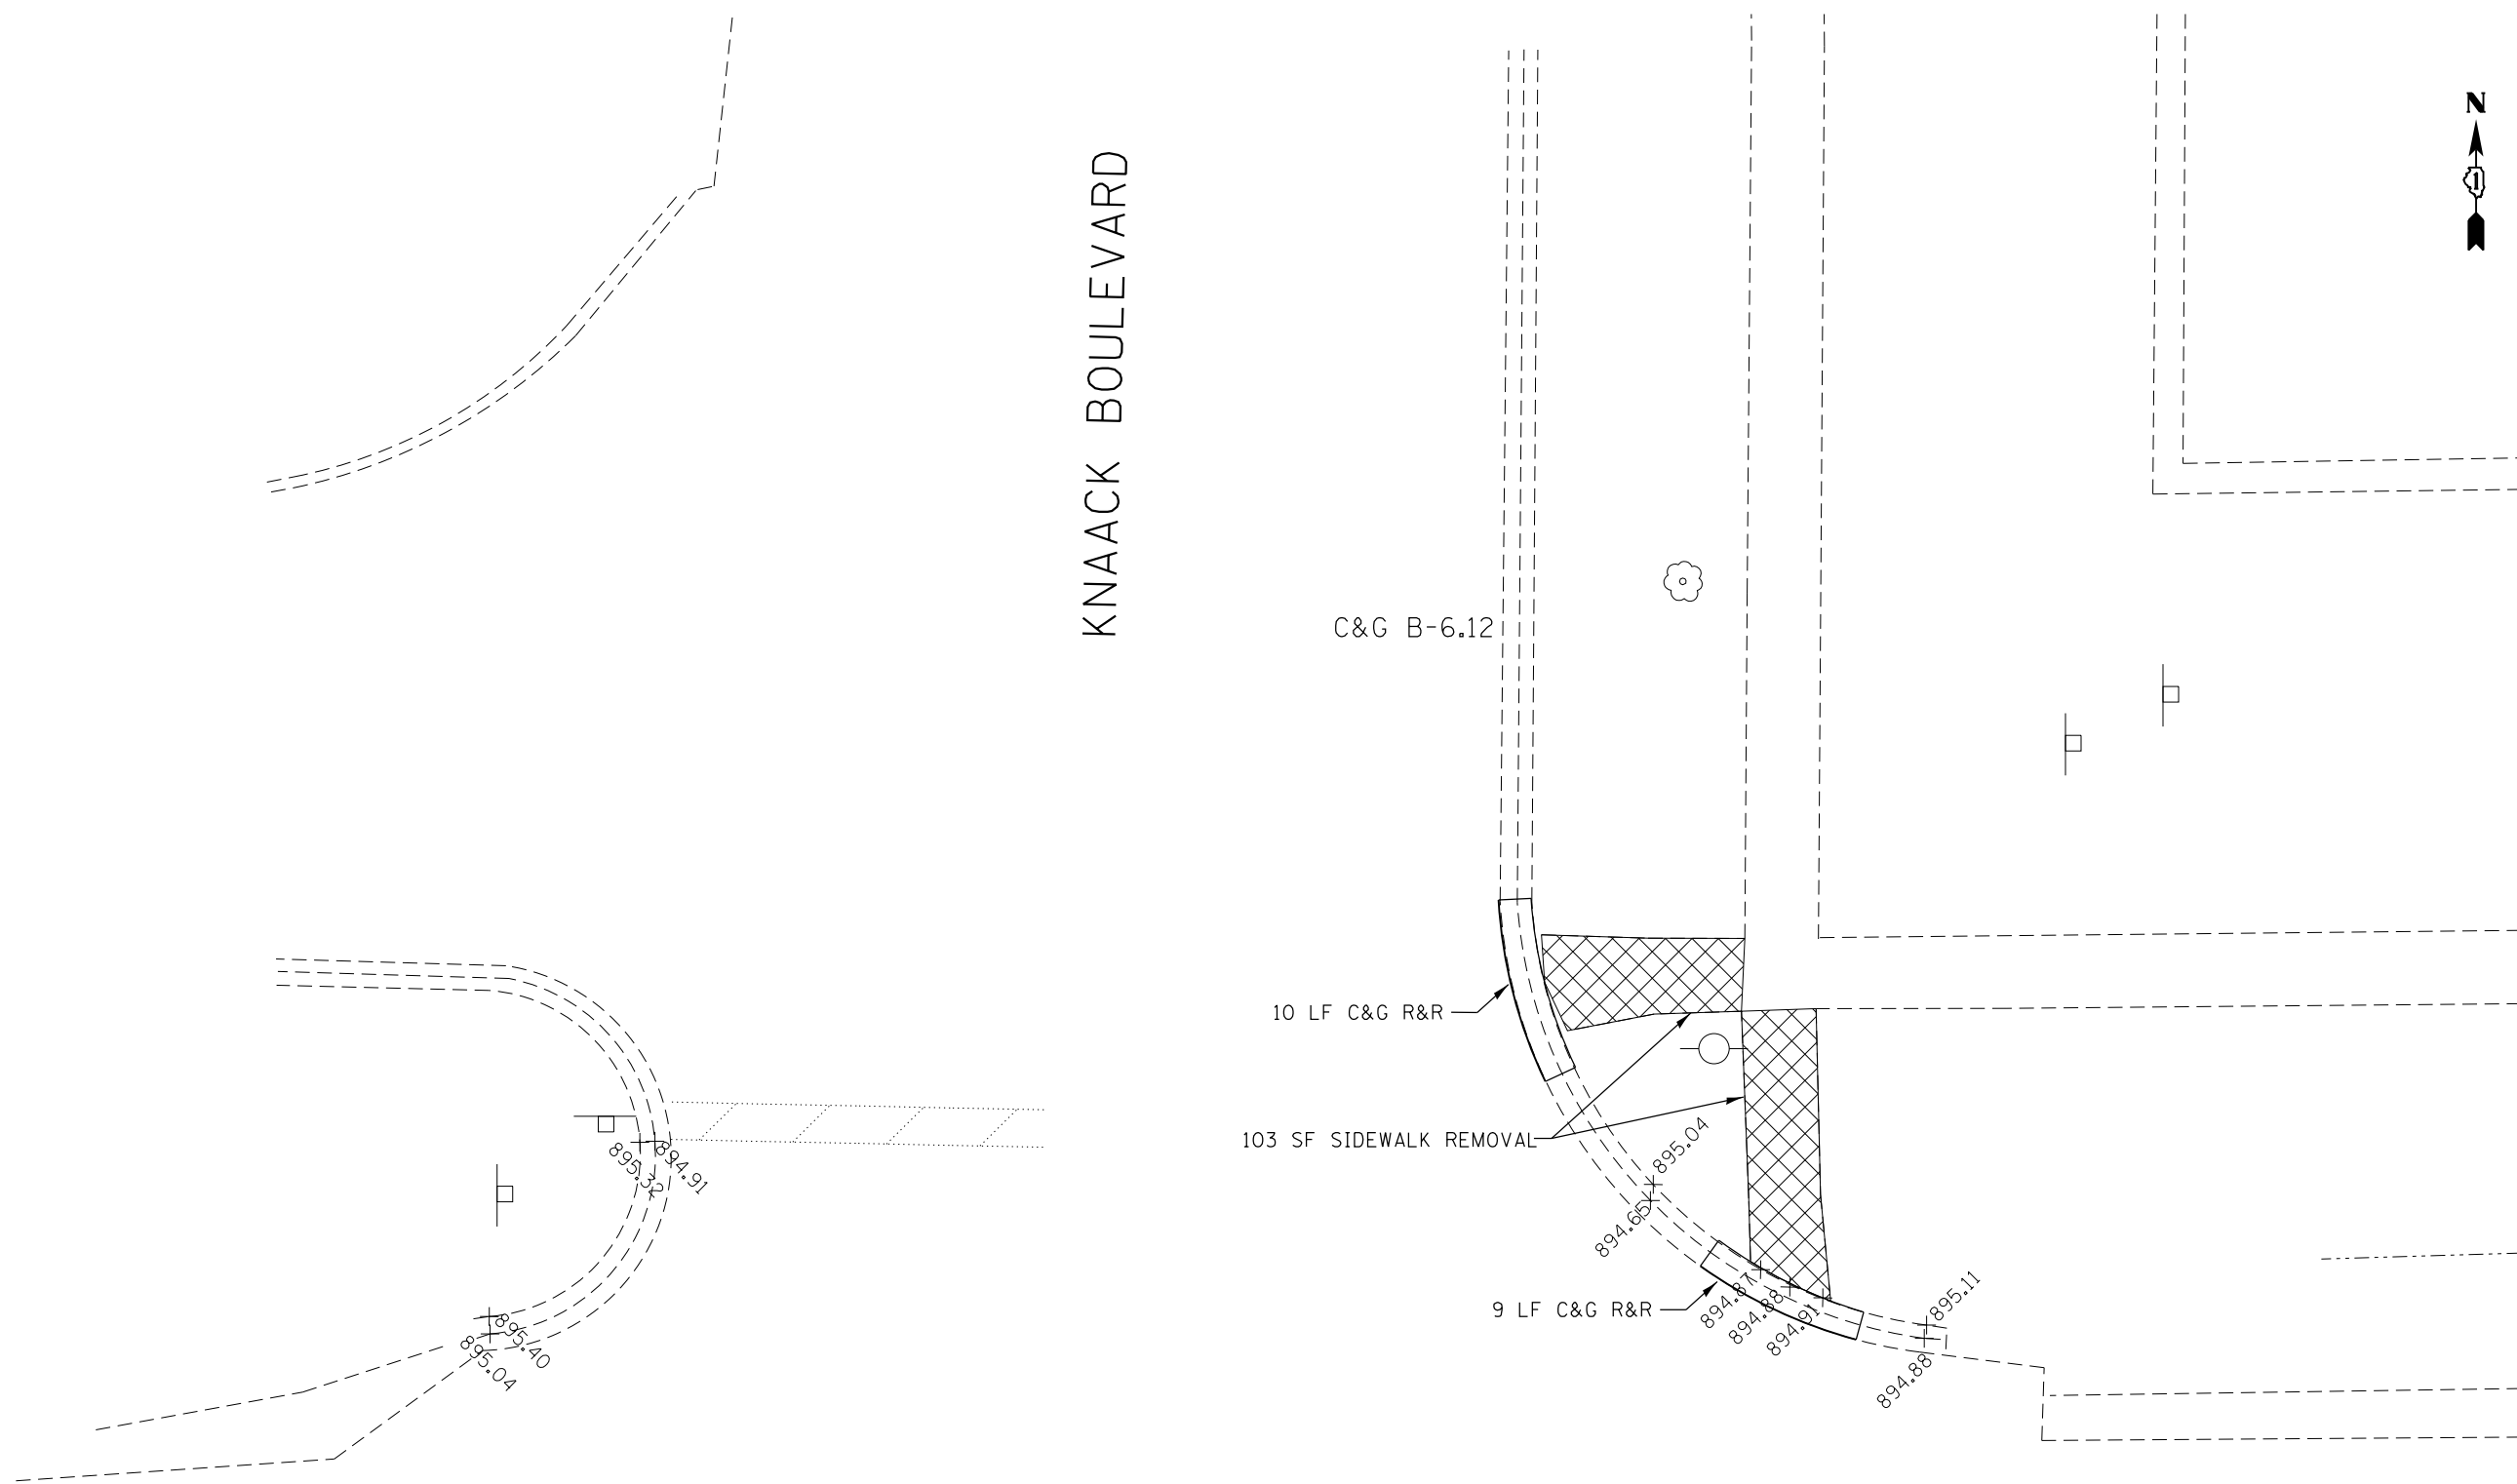 N
1
KNAACK BOULEVARD
C&G B-6.12
10 LF C&G R&R
103 SF SIDEWALK REMOVAL
895.04
894.65
895.32
894.91
9 LF C&G R&R
894.87
894.88
894.91
895.11
894.88
895.40
895.04